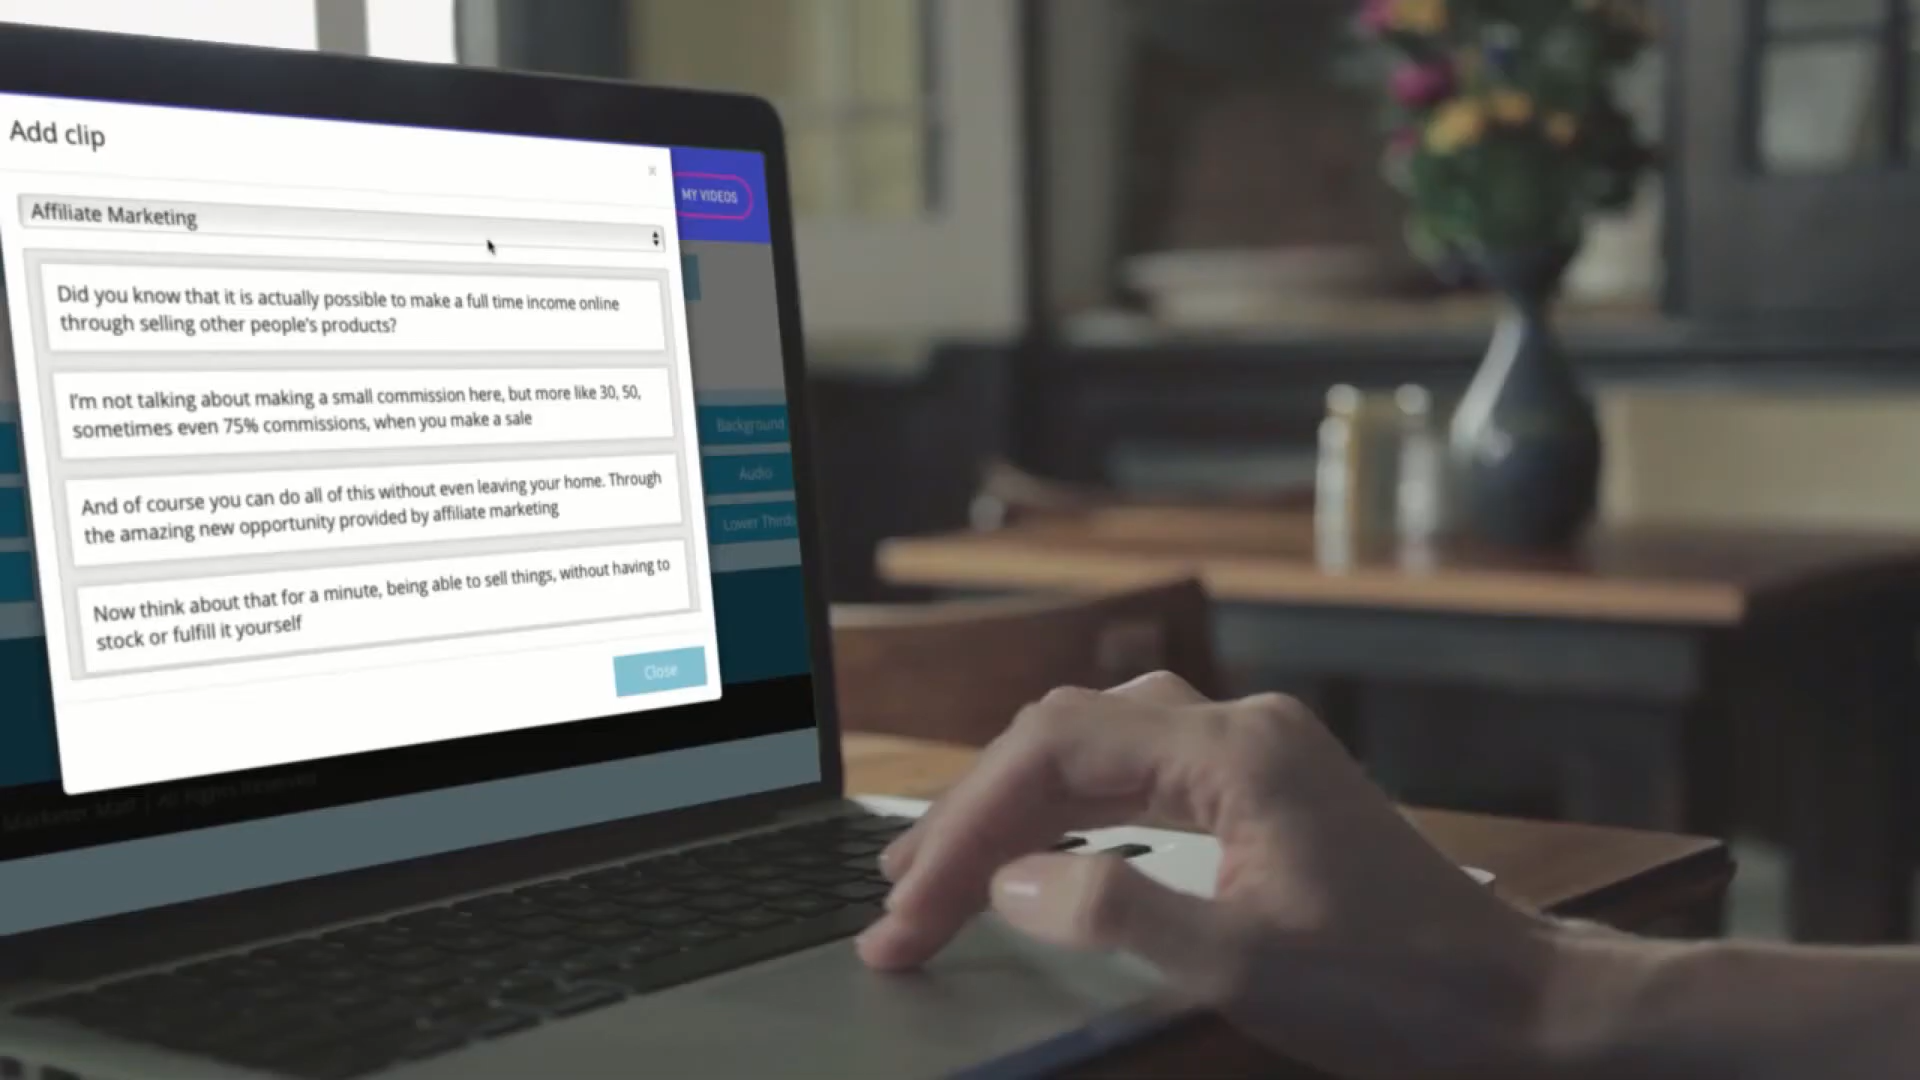 Add clip
×
MY VIDEOS
Affiliate Marketing
Did you know that it is actually possible to make a full time income online
through selling other people's products?
I'm not talking about making a small commission here, but more like 30, 50,
sometimes even 75% commissions, when you make a sale
And of course you can do all of this without even leaving your home. Through
the amazing new opportunity provided by affiliate marketing
Now think about that for a minute, being able to sell things, without having to
stock or fulfill it yourself
Close
Background
Audio
Lower Thirds
All Rights Reserved